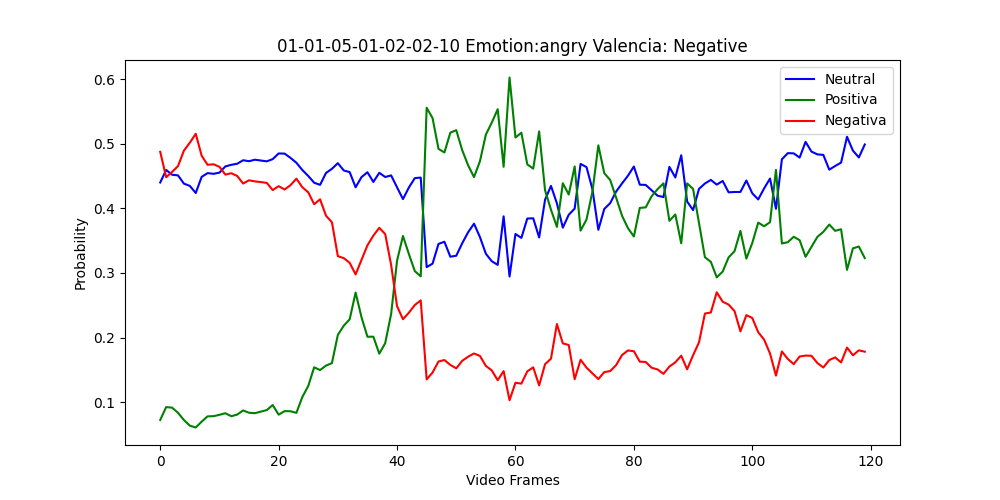 01-01-05-01-02-02-10 Emotion:angry Valencia: Negative
Neutral
Positiva
Negativa
Probability
0.6
0.5
0.4
0.3
0.2
0.1
0 20 40 60 80 100 120
Video Frames